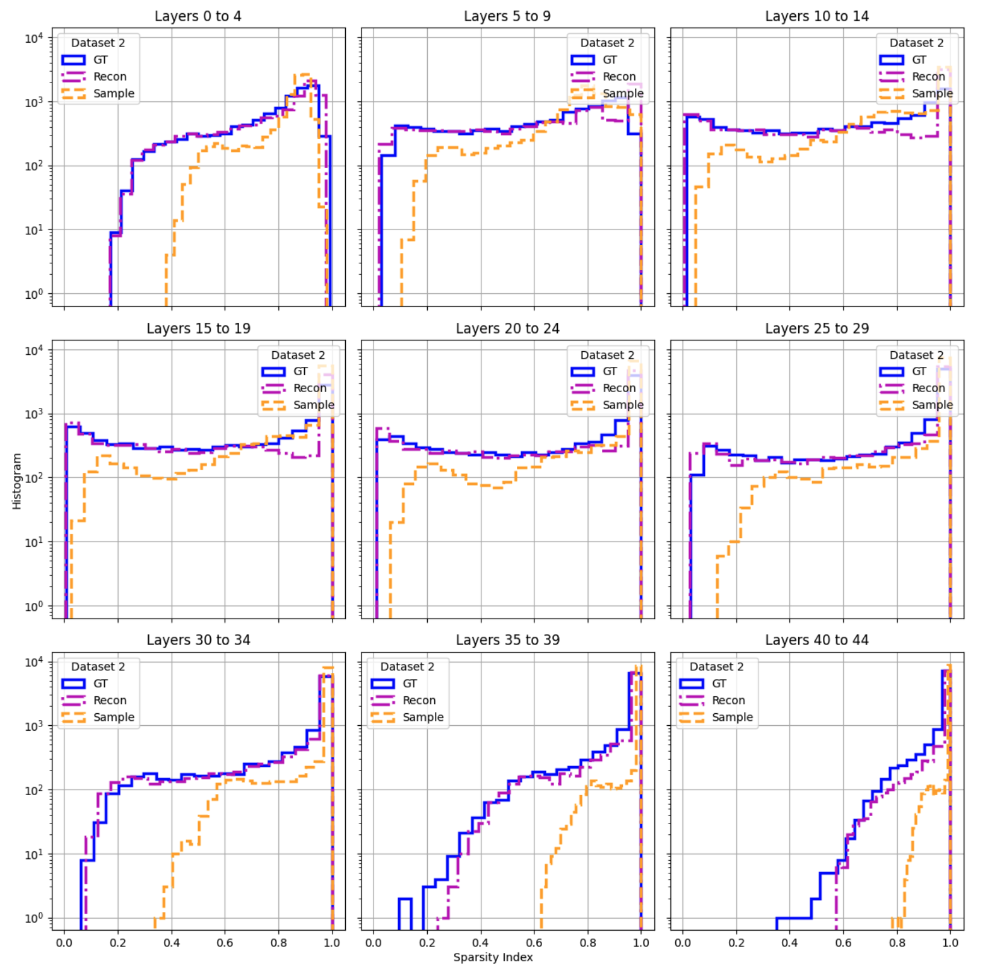 Layers 0 to 4
Layers 5 to 9
Layers 10 to 14
10⁴
10³
10²
10¹
10⁰
Dataset 2
GT
Recon
Sample
Dataset 2
GT
Recon
Sample
Dataset 2
GT
Recon
Sample
Layers 15 to 19
Layers 20 to 24
Layers 25 to 29
Histogram
10⁴
10³
10²
10¹
10⁰
Dataset 2
GT
Recon
Sample
Dataset 2
GT
Recon
Sample
Dataset 2
GT
Recon
Sample
Layers 30 to 34
Layers 35 to 39
Layers 40 to 44
10⁴
10³
10²
10¹
10⁰
Dataset 2
GT
Recon
Sample
Dataset 2
GT
Recon
Sample
Dataset 2
GT
Recon
Sample
0.0 0.2 0.4 0.6 0.8 1.0
0.0 0.2 0.4 0.6 0.8 1.0
0.0 0.2 0.4 0.6 0.8 1.0
Sparsity Index